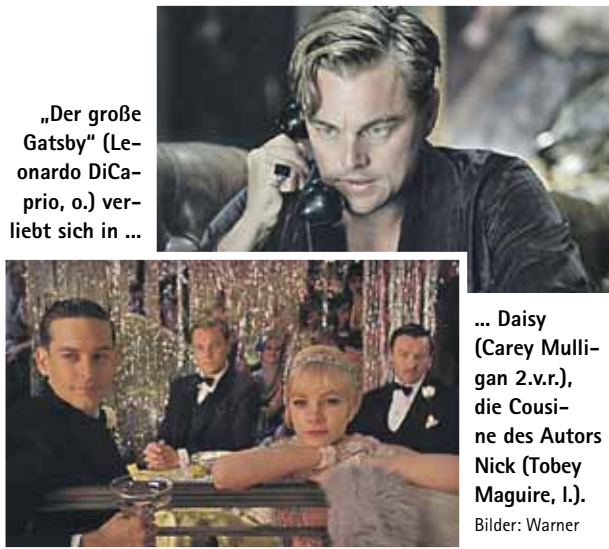 „Der große
Gatsby“ (Le-
onardo DiCa-
prio, o.) ver-
liebt sich in ...
... Daisy
(Carey Mulli-
gan 2.v.r.),
die Cousi-
ne des Autors
Nick (Tobey
Maguire, l.).
Bilder: Warner